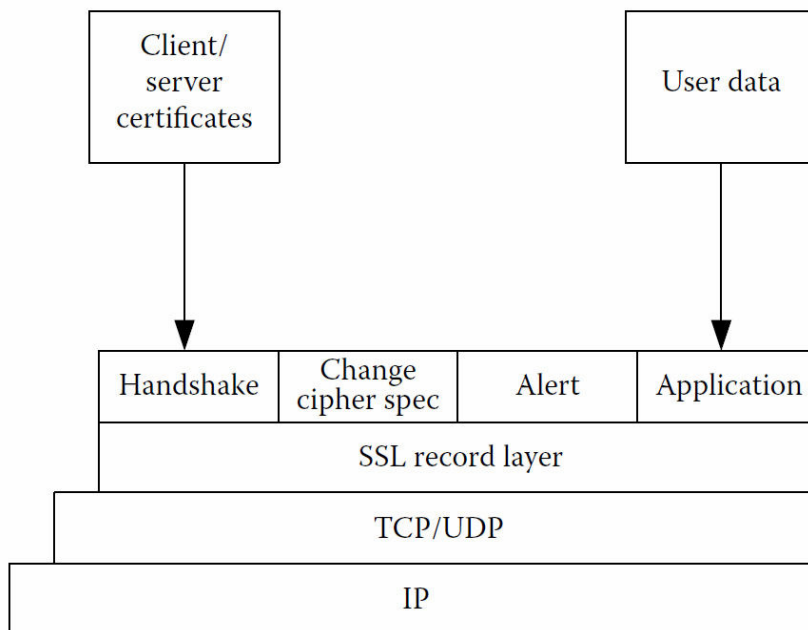 Client/
server
certificates
User data
Handshake
Change
cipher spec
Alert
Application
SSL record layer
TCP/UDP
IP